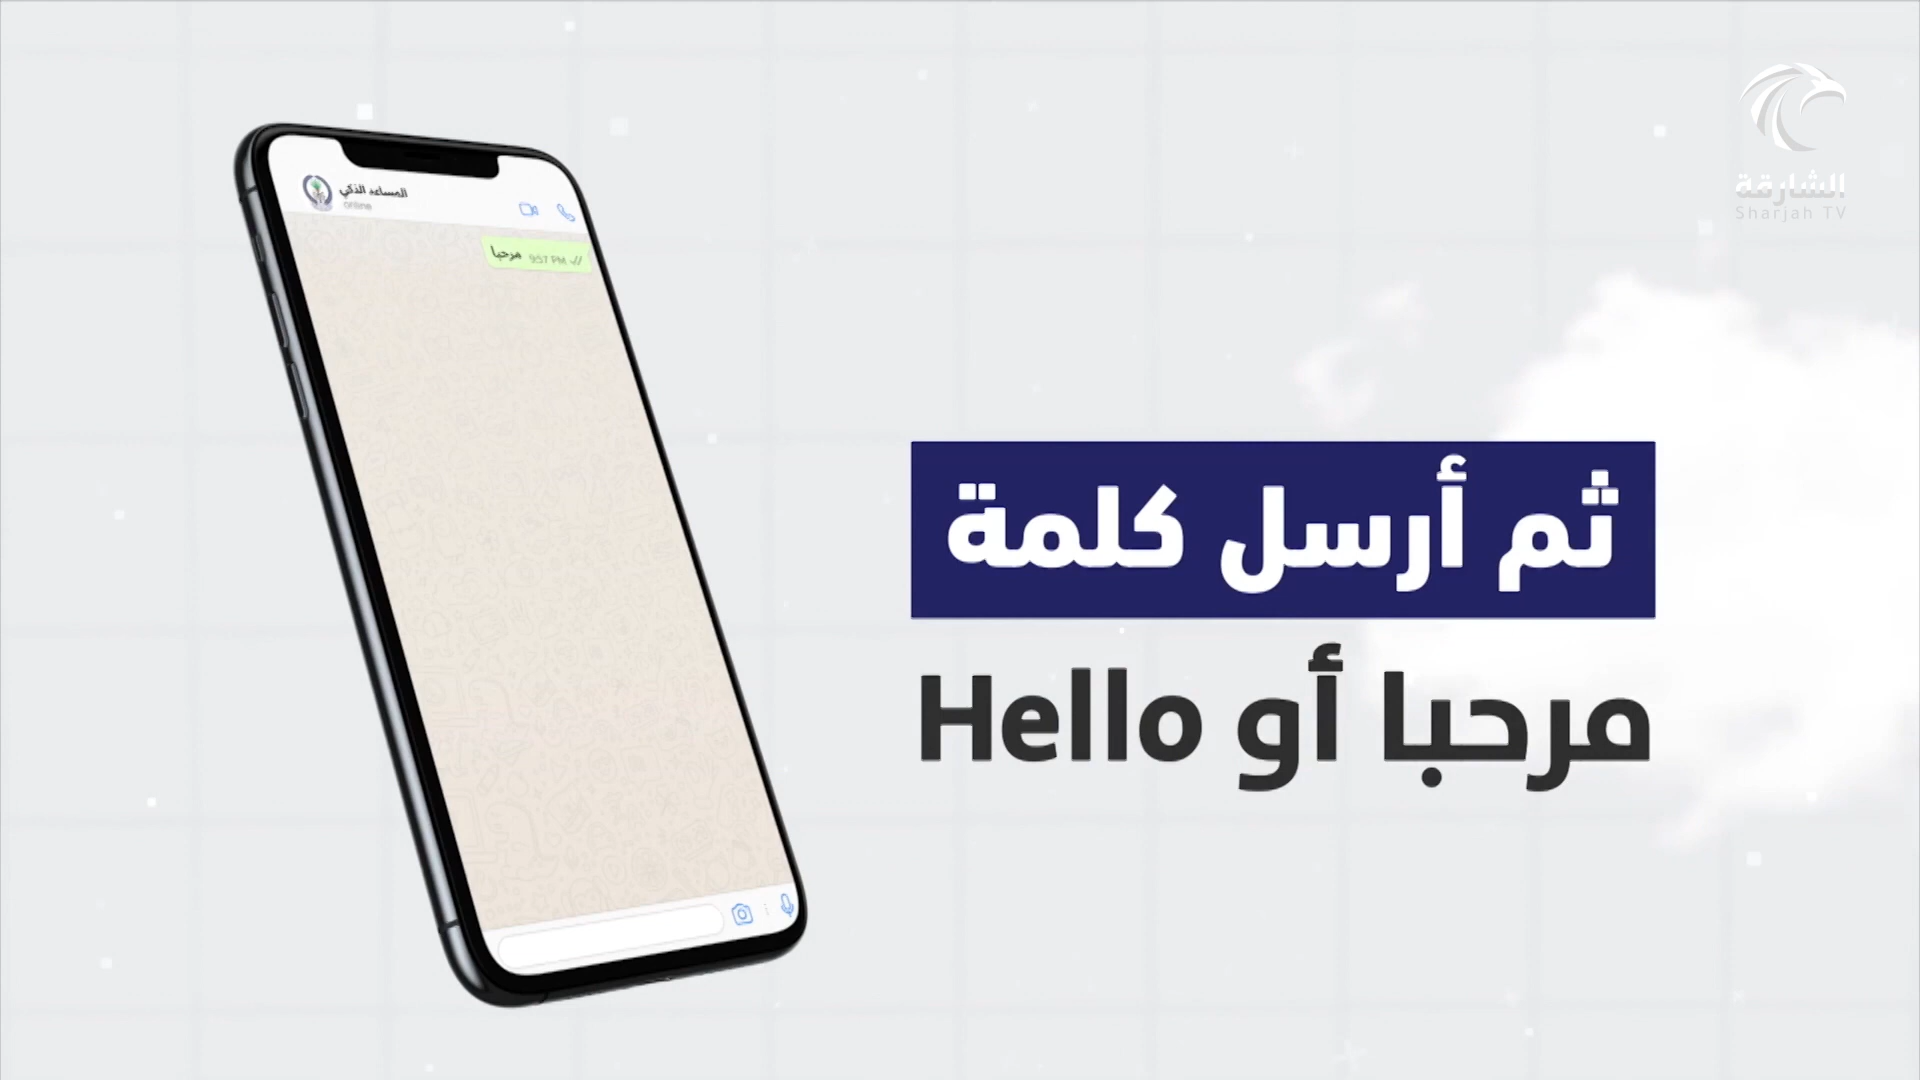 المساعد الذكي
online
مرحبا 9:57 PM
ثم أرسل كلمة
مرحبا أو Hello
الشارقة
Sharjah TV